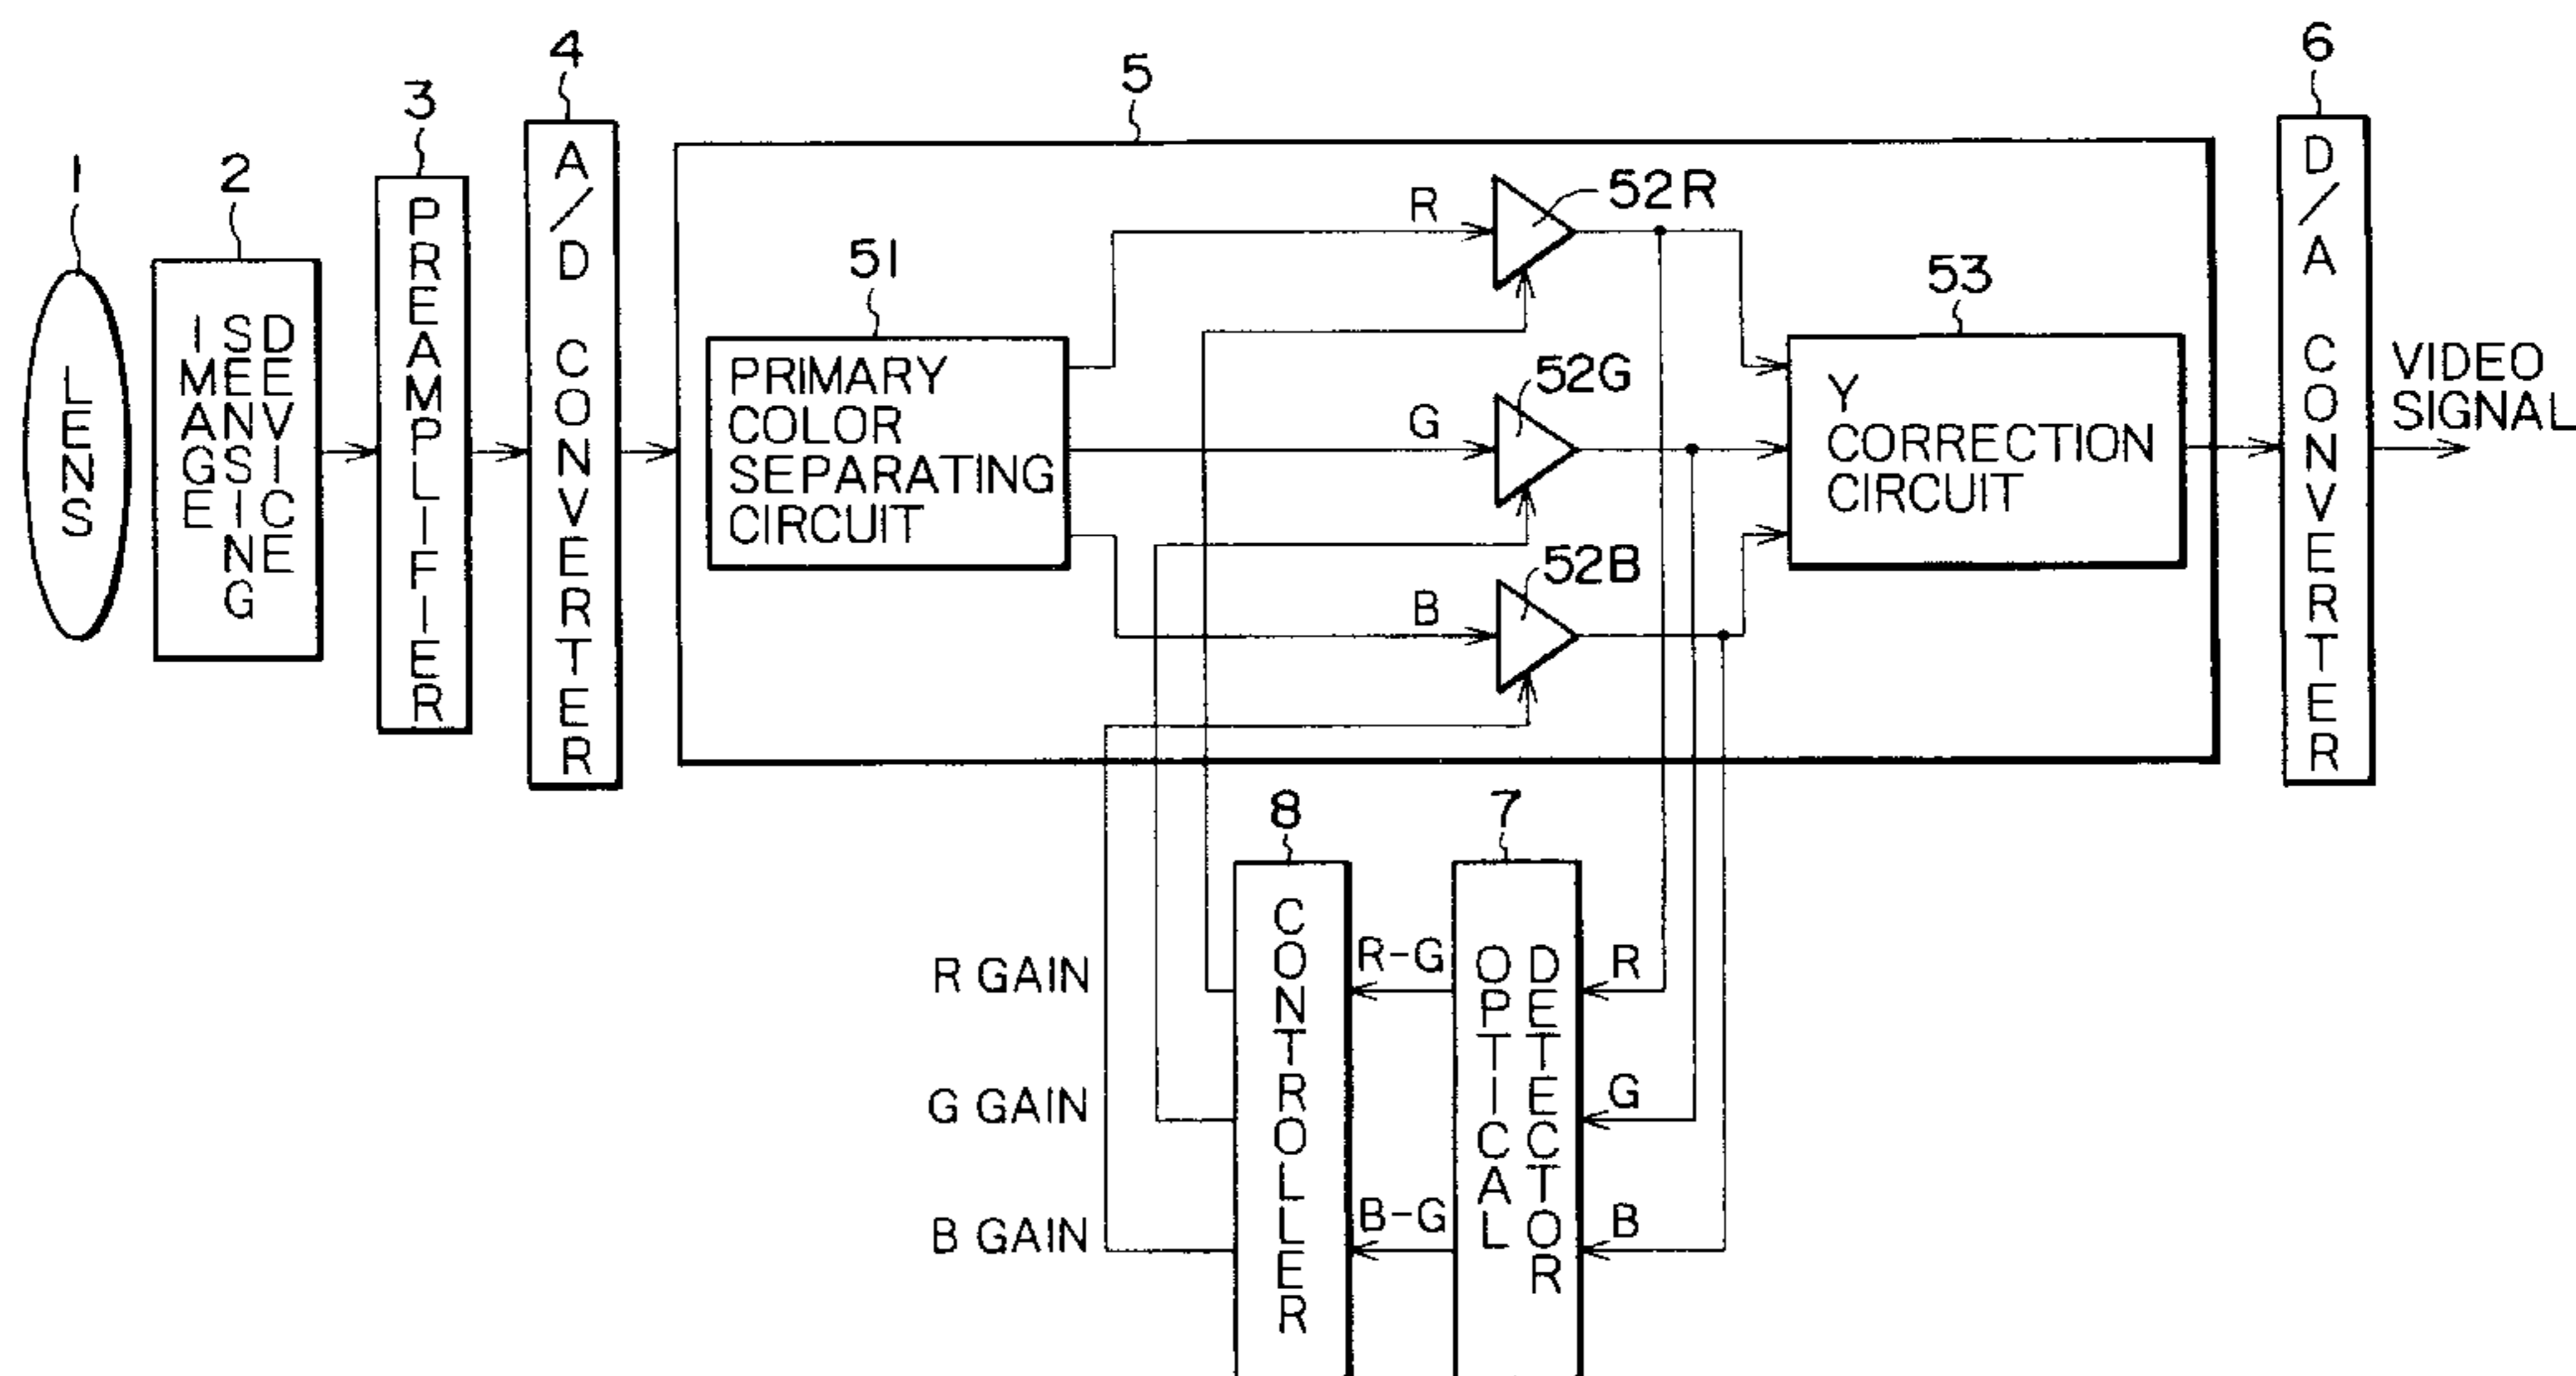 1
LENS
2
IMAGE
SENSING
DEVICE
3
PREAMPLIFIER
4
A/D CONVERTER
5
51
PRIMARY
COLOR
SEPARATING
CIRCUIT
R
52R
G
52G
B
52B
53
Y
CORRECTION
CIRCUIT
6
D/A CONVERTER
VIDEO
SIGNAL
8
CONTROLLER
7
OPTICAL
DETECTOR
R GAIN
G GAIN
B GAIN
R-G
B-G
R
G
B